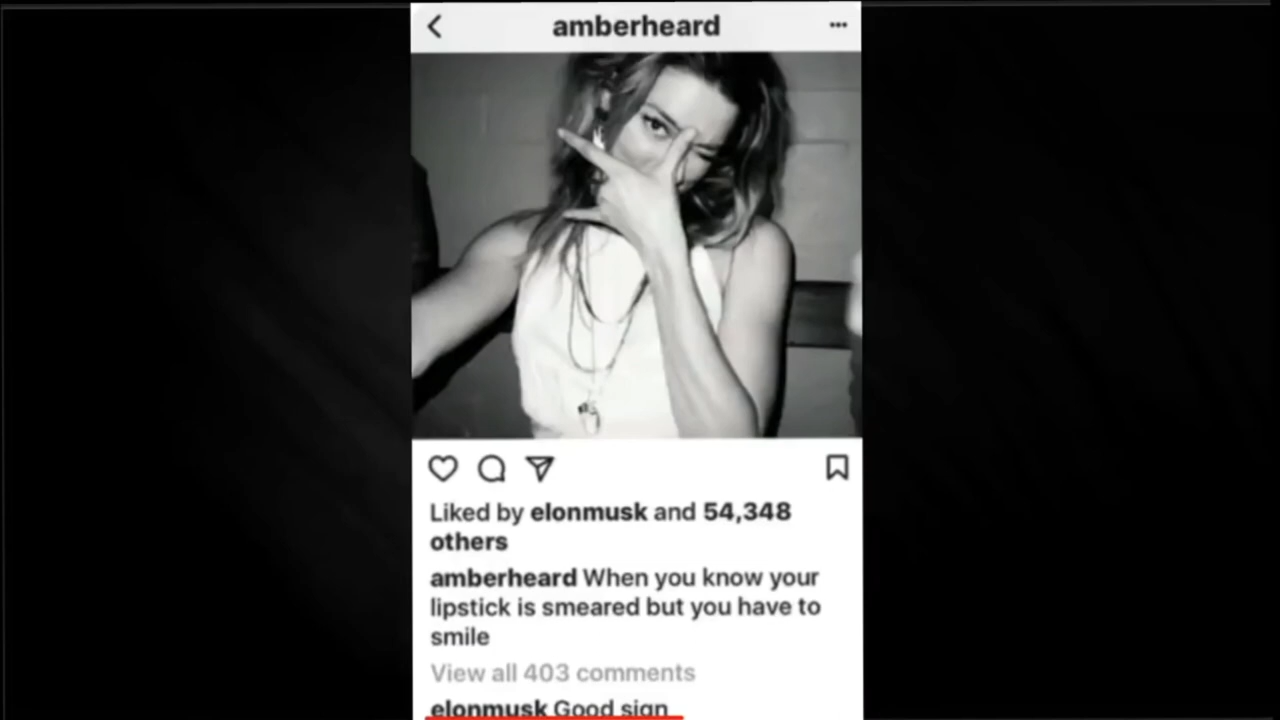 amberheard
Liked by elonmusk and 54,348
others
amberheard When you know your
lipstick is smeared but you have to
smile
View all 403 comments
elonmusk Good sign